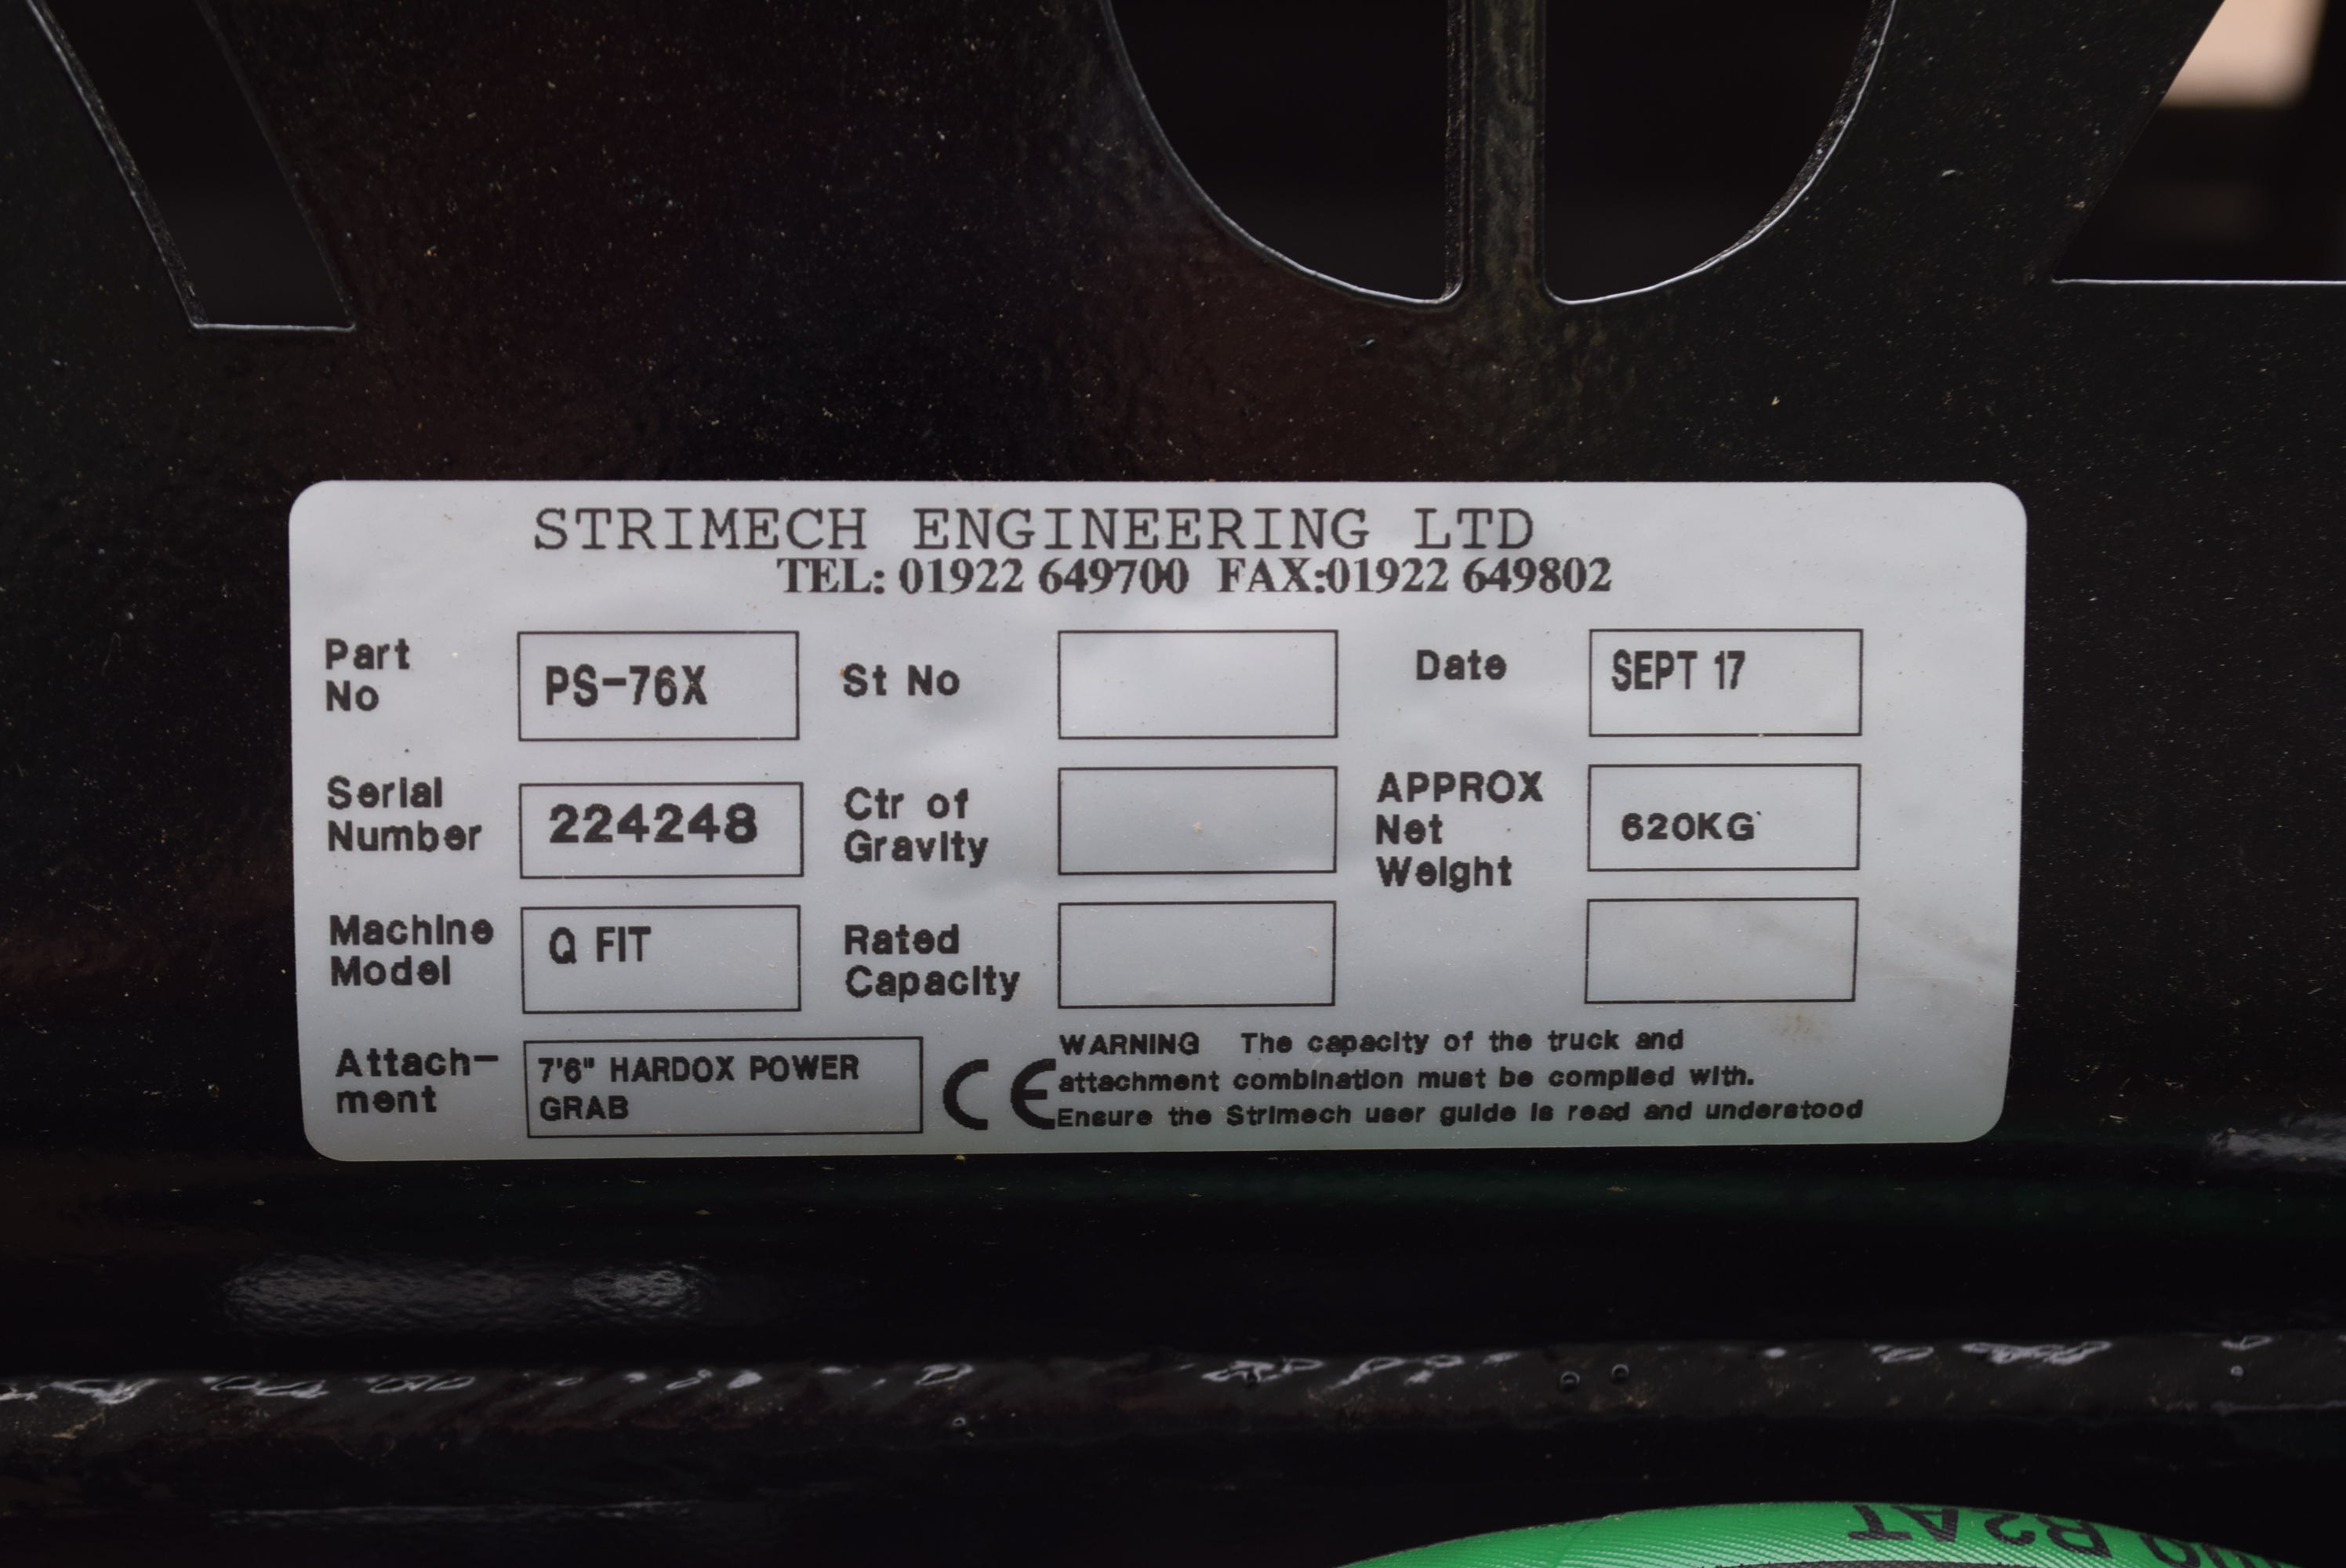 STRIMECH ENGINEERING LTD
TEL: 01922 649700 FAX:01922 649802
Part No
PS-76X
St No
Date
SEPT 17
Serial Number
224248
Ctr of Gravity
APPROX Net Weight
620KG
Machine Model
Q FIT
Rated Capacity
Attach-
ment
7'6" HARDOX POWER
GRAB
CE
WARNING The capacity of the truck and
attachment combination must be complied with.
Ensure the Strimech user guide is read and understood
R2AT